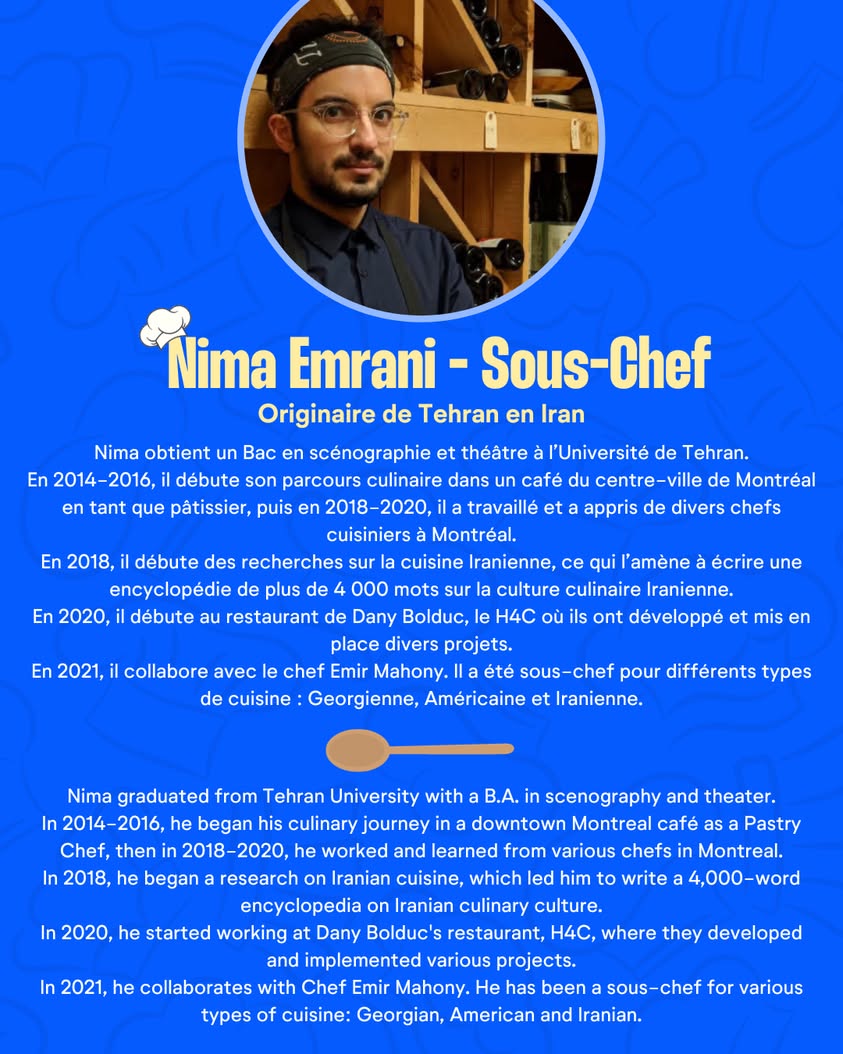 Nima Emrani - Sous-Chef
Originaire de Tehran en Iran
Nima obtient un Bac en scénographie et théâtre à l'Université de Tehran.
En 2014-2016, il débute son parcours culinaire dans un café du centre-ville de Montréal
en tant que pâtissier, puis en 2018-2020, il a travaillé et a appris de divers chefs
cuisiniers à Montréal.
En 2018, il débute des recherches sur la cuisine Iranienne, ce qui l'amène à écrire une
encyclopédie de plus de 4 000 mots sur la culture culinaire Iranienne.
En 2020, il débute au restaurant de Dany Bolduc, le H4C où ils ont développé et mis en
place divers projets.
En 2021, il collabore avec le chef Emir Mahony. Il a été sous-chef pour différents types
de cuisine : Georgienne, Américaine et Iranienne.
Nima graduated from Tehran University with a B.A. in scenography and theater.
In 2014-2016, he began his culinary journey in a downtown Montreal café as a Pastry
Chef, then in 2018-2020, he worked and learned from various chefs in Montreal.
In 2018, he began a research on Iranian cuisine, which led him to write a 4,000-word
encyclopedia on Iranian culinary culture.
In 2020, he started working at Dany Bolduc's restaurant, H4C, where they developed
and implemented various projects.
In 2021, he collaborates with Chef Emir Mahony. He has been a sous-chef for various
types of cuisine: Georgian, American and Iranian.